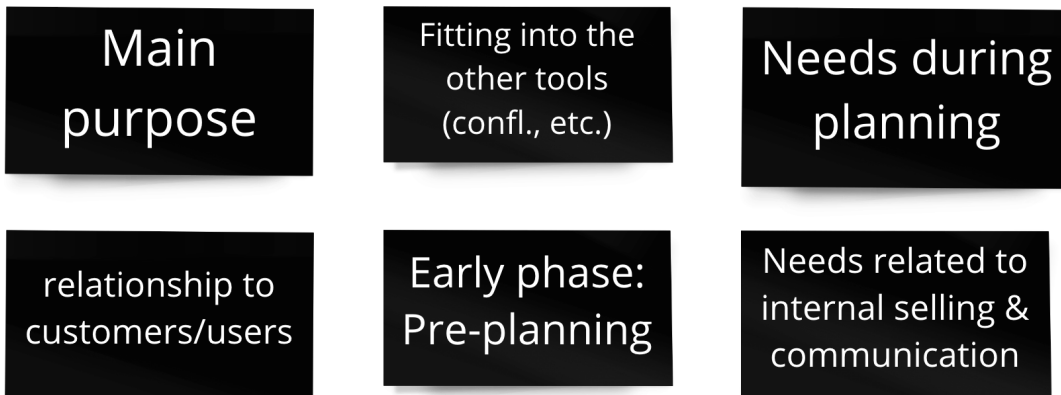 Main
purpose
Fitting into the
other tools
(confl., etc.)
Needs during
planning
relationship to
customers/users
Early phase:
Pre-planning
Needs related to
internal selling &
communication